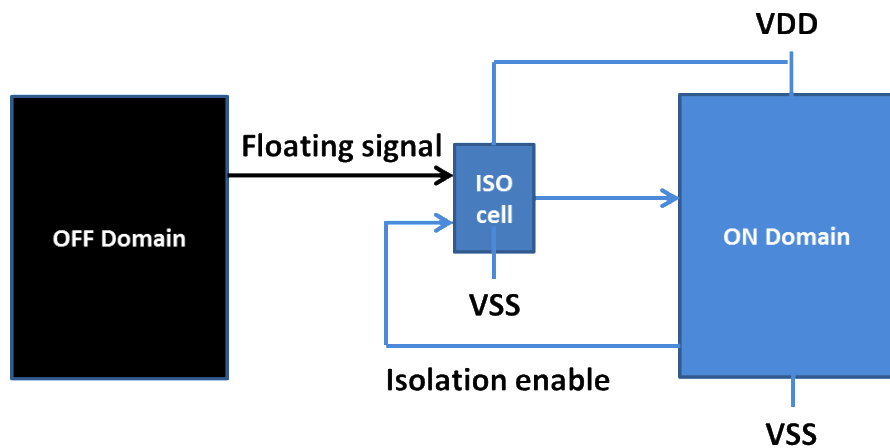 VDD
Floating signal
ISO
cell
OFF Domain
ON Domain
VSS
Isolation enable
VSS